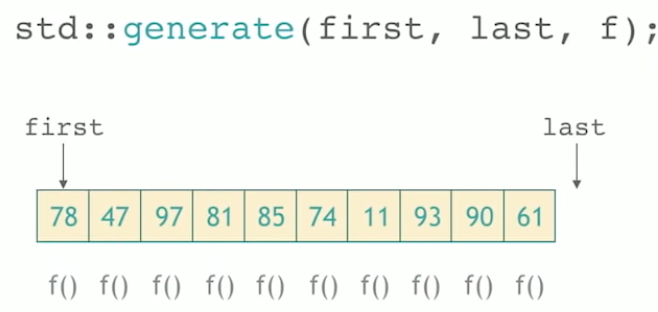 std::generate(first, last, f);
first last
78 47 97 81 85 74 11 93 90 61
f() f() f() f() f() f() f() f() f() f()